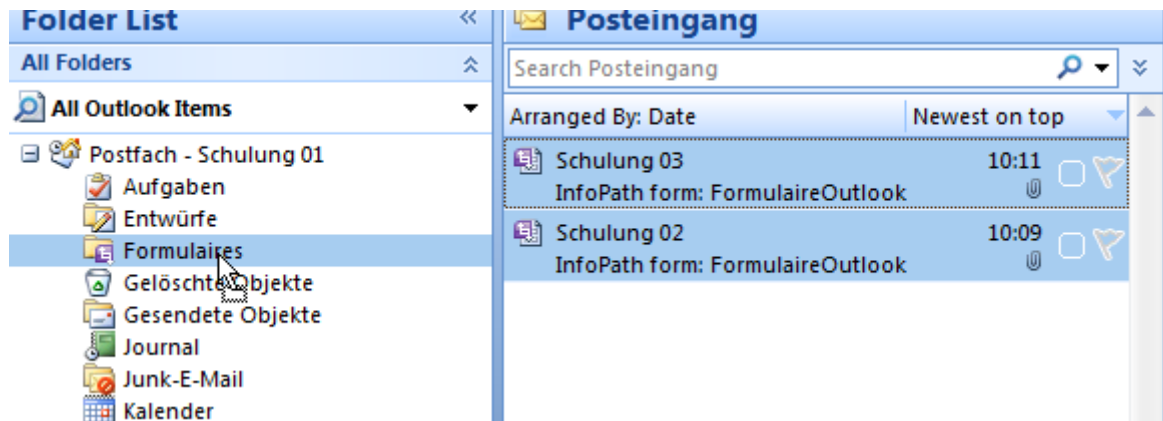 Folder List
All Folders
All Outlook Items
Postfach - Schulung 01
Aufgaben
Entwürfe
Formulaires
Gelöschte Objekte
Gesendete Objekte
Journal
Junk-E-Mail
Kalender
Posteingang
Search Posteingang
Arranged By: Date Newest on top
Schulung 03 10:11
InfoPath form: FormulaireOutlook
Schulung 02 10:09
InfoPath form: FormulaireOutlook